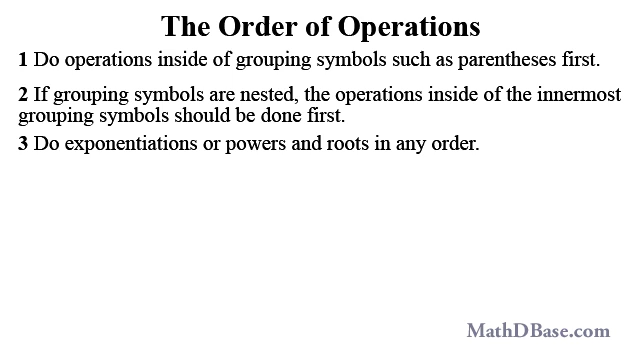 The Order of Operations
1 Do operations inside of grouping symbols such as parentheses first.
2 If grouping symbols are nested, the operations inside of the innermost
grouping symbols should be done first.
3 Do exponentiations or powers and roots in any order.
MathDBase.com